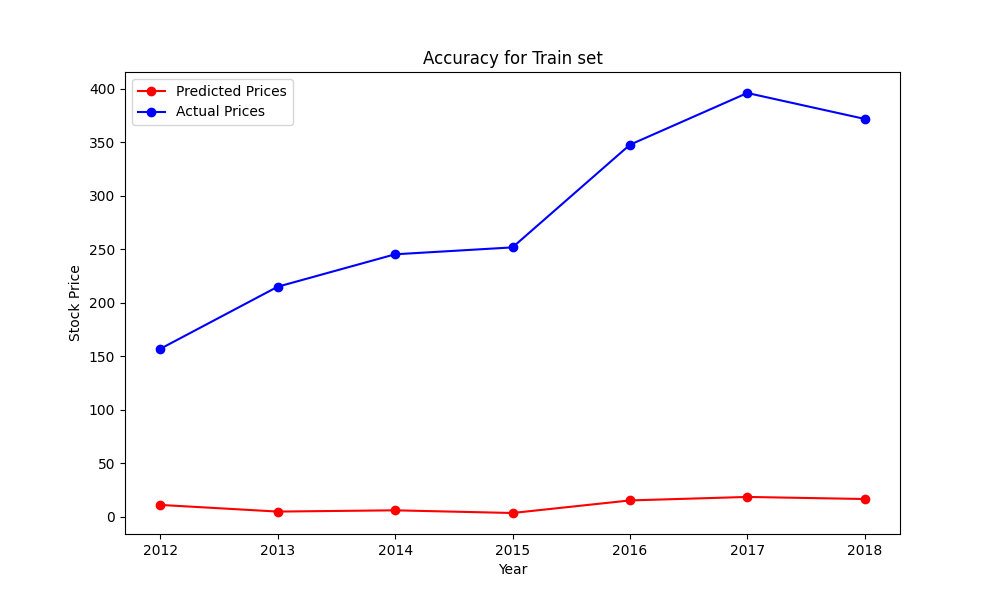 Accuracy for Train set
Predicted Prices
Actual Prices
400
350
300
250
200
150
100
50
0
Stock Price
2012 2013 2014 2015 2016 2017 2018
Year